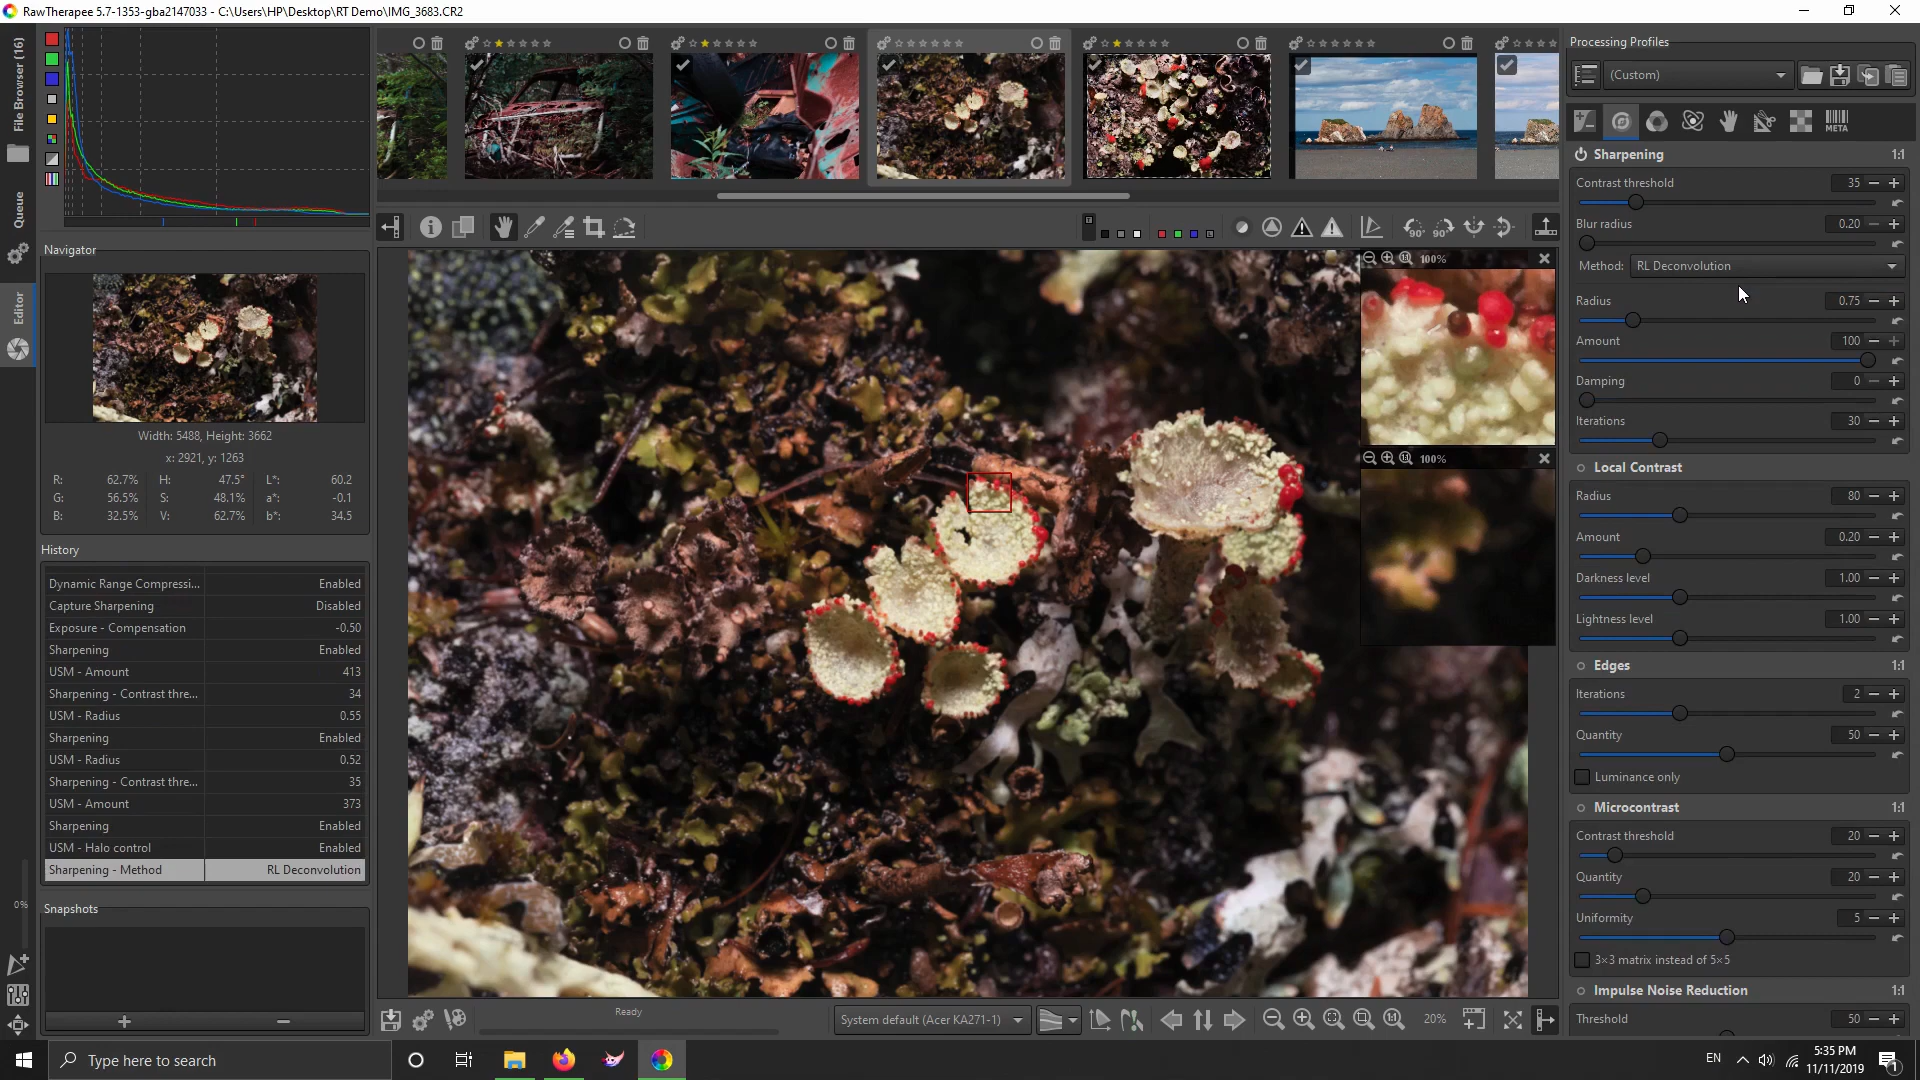 RawTherapee 5.7-1353-gba2147033 - C:\Users\HP\Desktop\RT Demo\IMG_3683.CR2
File Browser (16)
Queue
Editor
0%
Navigator
Width: 5488, Height: 3662
x: 2921, y: 1263
R: 62.7% H: 47.5° L*: 60.2
G: 56.5% S: 48.1% a*: -0.1
B: 32.5% V: 62.7% b*: 34.5
History
Dynamic Range Compressi... Enabled
Capture Sharpening Disabled
Exposure - Compensation -0.50
Sharpening Enabled
USM - Amount 413
Sharpening - Contrast thre... 34
USM - Radius 0.55
Sharpening Enabled
USM - Radius 0.52
Sharpening - Contrast thre... 35
USM - Amount 373
Sharpening Enabled
USM - Halo control Enabled
Sharpening - Method RL Deconvolution
Snapshots
100%
100%
Ready
System default (Acer KA271-1)
20%
Processing Profiles
(Custom)
META
Sharpening 1:1
Contrast threshold 35
Blur radius 0.20
Method: RL Deconvolution
Radius 0.75
Amount 100
Damping 0
Iterations 30
Local Contrast
Radius 80
Amount 0.20
Darkness level 1.00
Lightness level 1.00
Edges 1:1
Iterations 2
Quantity 50
Luminance only
Microcontrast 1:1
Contrast threshold 20
Quantity 20
Uniformity 5
3×3 matrix instead of 5×5
Impulse Noise Reduction 1:1
Threshold 50
Type here to search
EN
5:35 PM
11/11/2019
1